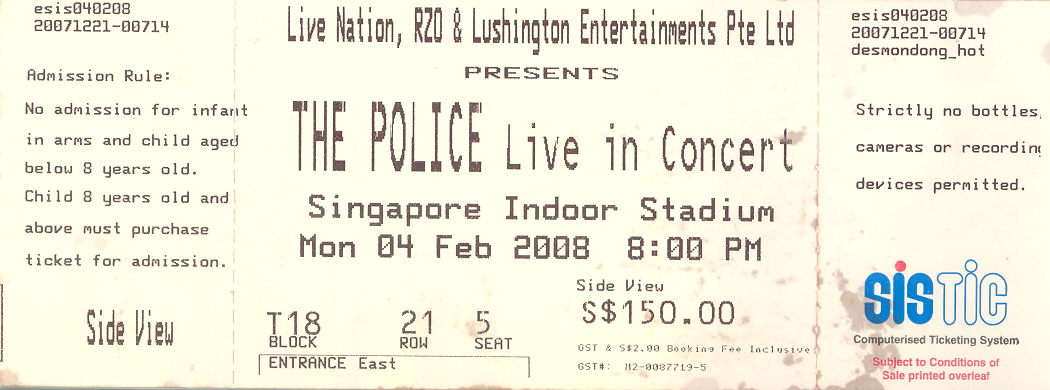 esis040208
20071221-00714
Admission Rule:
No admission for infant
in arms and child aged
below 8 years old.
Child 8 years old and
above must purchase
ticket for admission.
Side View
Live Nation, RZO & Lushington Entertainments Pte Ltd
PRESENTS
THE POLICE Live in Concert
Singapore Indoor Stadium
Mon 04 Feb 2008 8:00 PM
Side View
S$150.00
T18 21 5
BLOCK ROW SEAT
ENTRANCE East
GST & S$2.00 Booking Fee Inclusive
GST#: M2-0087719-5
esis040208
20071221-00714
desmondong_hot
Strictly no bottles,
cameras or recording
devices permitted.
SISTIC
Computerised Ticketing System
Subject to Conditions of
Sale printed overleaf